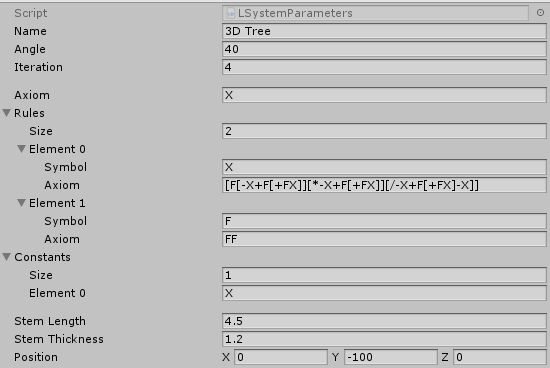 Script LSystemParameters
Name 3D Tree
Angle 40
Iteration 4
Axiom X
Rules
Size 2
Element 0
Symbol X
Axiom [F[-X+F[+FX]][*-X+F[+FX]][/-X+F[+FX]-X]]
Element 1
Symbol F
Axiom FF
Constants
Size 1
Element 0 X
Stem Length 4.5
Stem Thickness 1.2
Position X 0 Y -100 Z 0